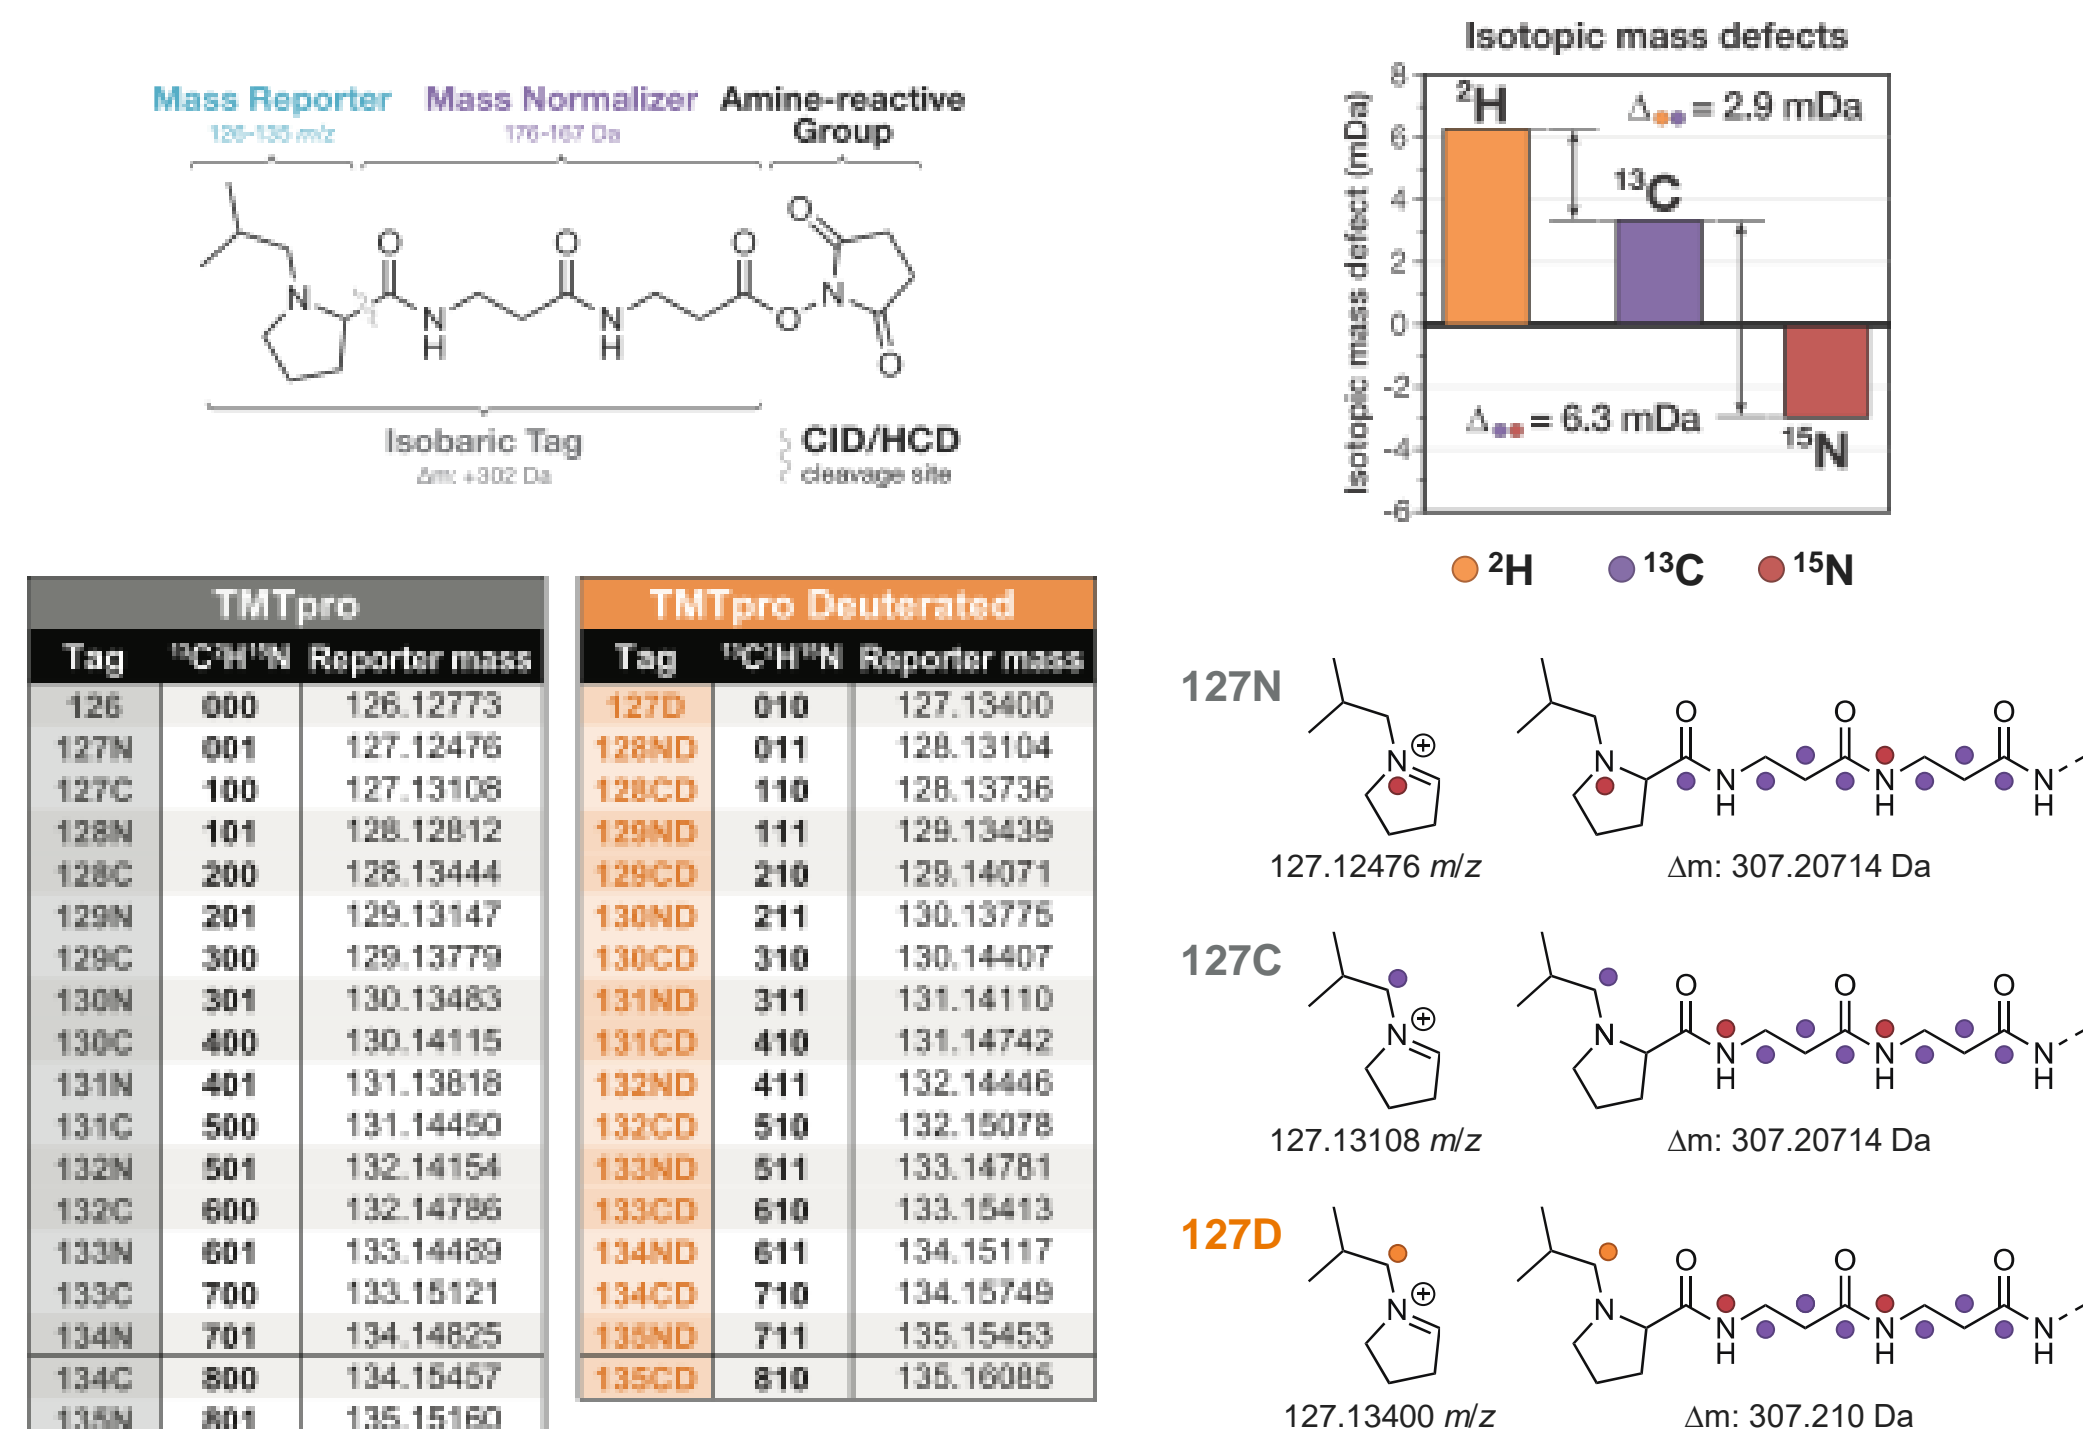 Mass Reporter
126-135 m/z
Mass Normalizer
176-167 Da
Amine-reactive
Group
O
O
O
O
N
N
H
N
H
O
N
O
Isobaric Tag
Δm: +302 Da
CID/HCD
cleavage site
Isotopic mass defects
Isotopic mass defect (mDa)
8
6
4
2
0
-2
-4
-6
²H
Δ = 2.9 mDa
¹³C
Δ = 6.3 mDa
¹⁵N
²H
¹³C
¹⁵N
TMTpro
Tag ¹³C²H¹⁵N Reporter mass
126 000 126.12773
127N 001 127.12476
127C 100 127.13108
128N 101 128.12812
128C 200 128.13444
129N 201 129.13147
129C 300 129.13779
130N 301 130.13483
130C 400 130.14115
131N 401 131.13818
131C 500 131.14450
132N 501 132.14154
132C 600 132.14786
133N 601 133.14489
133C 700 133.15121
134N 701 134.14825
134C 800 134.15457
135N 801 135.15160
TMTpro Deuterated
Tag ¹³C²H¹⁵N Reporter mass
127D 010 127.13400
128ND 011 128.13104
128CD 110 128.13736
129ND 111 129.13439
129CD 210 129.14071
130ND 211 130.13775
130CD 310 130.14407
131ND 311 131.14110
131CD 410 131.14742
132ND 411 132.14446
132CD 510 132.15078
133ND 511 133.14781
133CD 610 133.15413
134ND 611 134.15117
134CD 710 134.15749
135ND 711 135.15453
135CD 810 135.16085
127N
N
+
O
O
O
N
N
H
N
H
N
H
127.12476 m/z
Δm: 307.20714 Da
127C
N
+
O
O
O
N
N
H
N
H
N
H
127.13108 m/z
Δm: 307.20714 Da
127D
N
+
O
O
O
N
N
H
N
H
N
H
127.13400 m/z
Δm: 307.210 Da